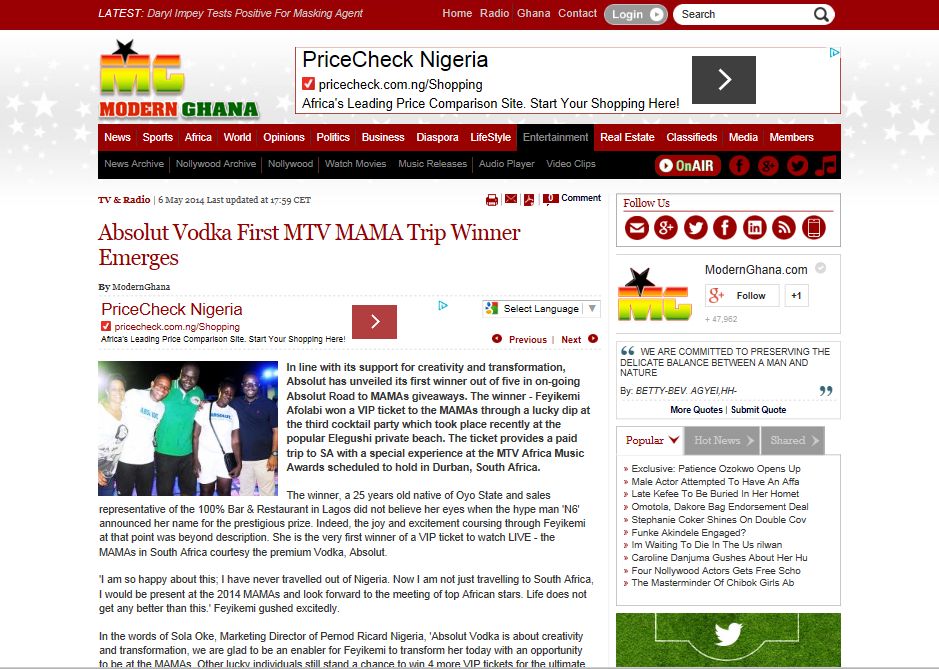 LATEST: Daryl Impey Tests Positive For Masking Agent
Home Radio Ghana Contact Login Search
MG
MODERN GHANA
PriceCheck Nigeria
pricecheck.com.ng/Shopping
Africa's Leading Price Comparison Site. Start Your Shopping Here!
News Sports Africa World Opinions Politics Business Diaspora LifeStyle Entertainment Real Estate Classifieds Media Members
News Archive | Nollywood Archive | Nollywood | Watch Movies | Music Releases | Audio Player | Video Clips
OnAIR
TV & Radio | 6 May 2014 Last updated at 17:59 CET
0 Comment
Absolut Vodka First MTV MAMA Trip Winner
Emerges
By ModernGhana
PriceCheck Nigeria
pricecheck.com.ng/Shopping
Africa's Leading Price Comparison Site. Start Your Shopping Here!
Select Language
Previous | Next
In line with its support for creativity and transformation,
Absolut has unveiled its first winner out of five in on-going
Absolut Road to MAMAs giveaways. The winner - Feyikemi
Afolabi won a VIP ticket to the MAMAs through a lucky dip at
the third cocktail party which took place recently at the
popular Elegushi private beach. The ticket provides a paid
trip to SA with a special experience at the MTV Africa Music
Awards scheduled to hold in Durban, South Africa.
The winner, a 25 years old native of Oyo State and sales
representative of the 100% Bar & Restaurant in Lagos did not believe her eyes when the hype man 'N6'
announced her name for the prestigious prize. Indeed, the joy and excitement coursing through Feyikemi
at that point was beyond description. She is the very first winner of a VIP ticket to watch LIVE - the
MAMAs in South Africa courtesy the premium Vodka, Absolut.
'I am so happy about this; I have never travelled out of Nigeria. Now I am not just travelling to South Africa,
I would be present at the 2014 MAMAs and look forward to the meeting of top African stars. Life does not
get any better than this.' Feyikemi gushed excitedly.
In the words of Sola Oke, Marketing Director of Pernod Ricard Nigeria, 'Absolut Vodka is about creativity
and transformation, we are glad to be an enabler for Feyikemi to transform her today with an opportunity
to be at the MAMAs. Other lucky individuals still stand a chance to win 4 more VIP tickets for the ultimate
Follow Us
MG
ModernGhana.com
Follow +1
+ 47,962
WE ARE COMMITTED TO PRESERVING THE
DELICATE BALANCE BETWEEN A MAN AND
NATURE
By: BETTY-BEV. AGYEI,HH-
More Quotes | Submit Quote
Popular Hot News Shared
» Exclusive: Patience Ozokwo Opens Up
» Male Actor Attempted To Have An Affa
» Late Kefee To Be Buried In Her Homet
» Omotola, Dakore Bag Endorsement Deal
» Stephanie Coker Shines On Double Cov
» Funke Akindele Engaged?
» Im Waiting To Die In The Us rilwan
» Caroline Danjuma Gushes About Her Hu
» Four Nollywood Actors Gets Free Scho
» The Masterminder Of Chibok Girls Ab